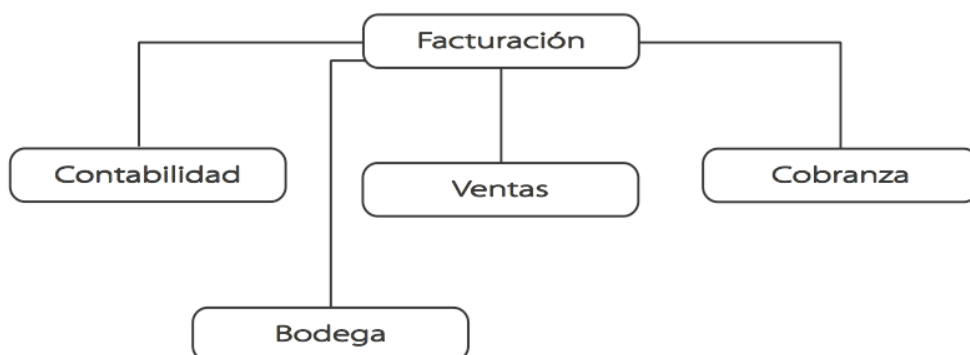 Facturación
Contabilidad
Ventas
Cobranza
Bodega